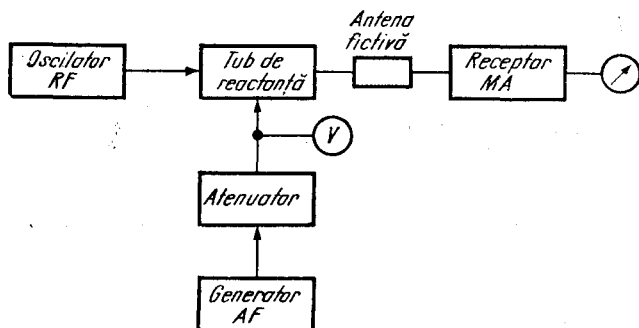 Oscilator
RF
Tub de
reactanță
Antena
fictivă
Receptor
MA
V
Atenuator
Generator
AF